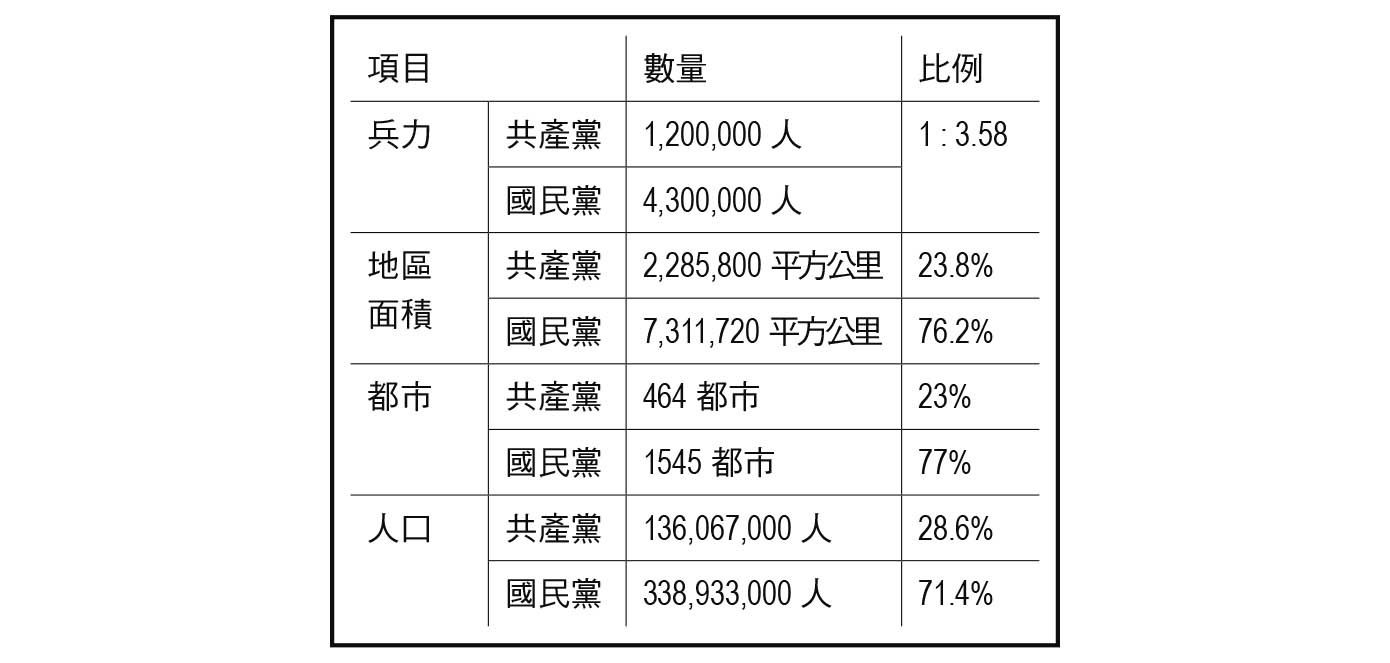 項目 數量 比例
兵力 共產黨 1,200,000 人 1 : 3.58
國民黨 4,300,000 人
地區 共產黨 2,285,800 平方公里 23.8%
面積 國民黨 7,311,720 平方公里 76.2%
都市 共產黨 464 都市 23%
國民黨 1545 都市 77%
人口 共產黨 136,067,000 人 28.6%
國民黨 338,933,000 人 71.4%